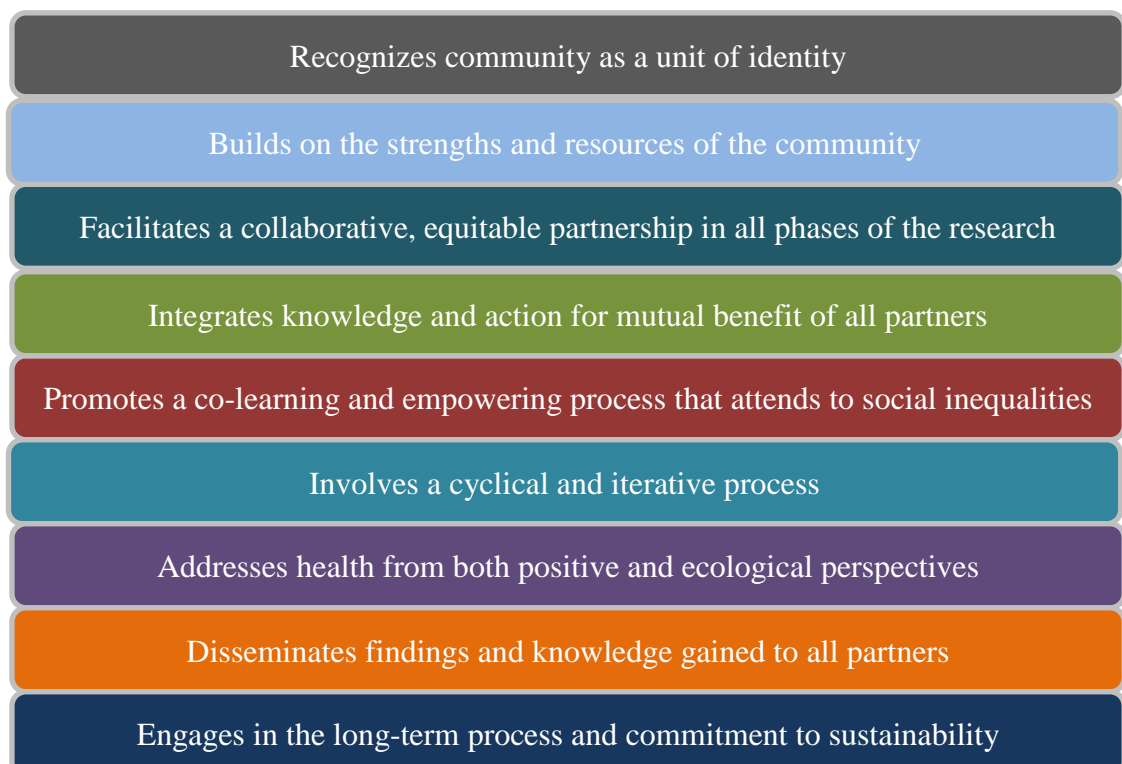 Recognizes community as a unit of identity
Builds on the strengths and resources of the community
Facilitates a collaborative, equitable partnership in all phases of the research
Integrates knowledge and action for mutual benefit of all partners
Promotes a co-learning and empowering process that attends to social inequalities
Involves a cyclical and iterative process
Addresses health from both positive and ecological perspectives
Disseminates findings and knowledge gained to all partners
Engages in the long-term process and commitment to sustainability